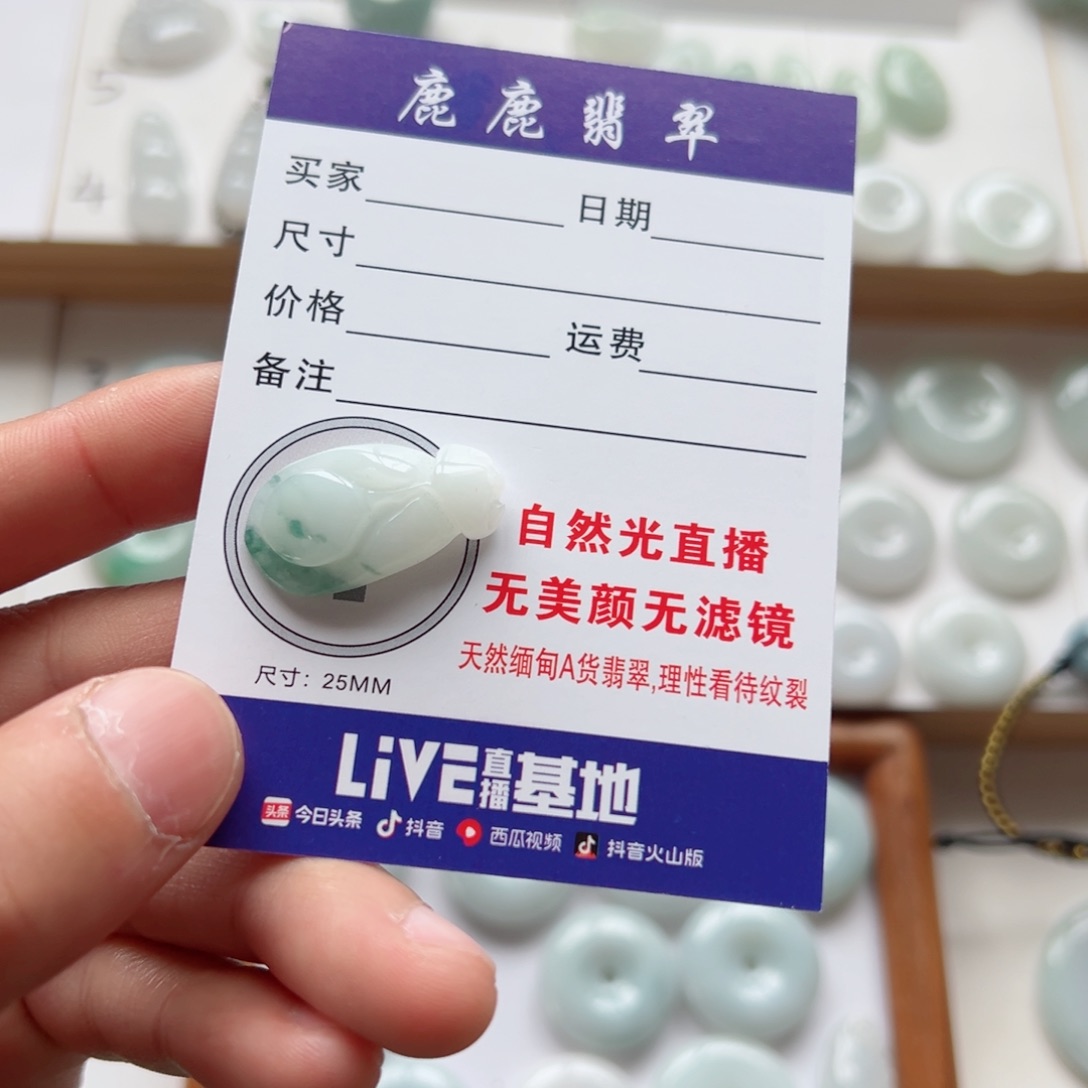 5
4
鹿鹿翡翠
买家 日期
尺寸
价格 运费
备注
自然光直播
无美颜无滤镜
天然缅甸A货翡翠,理性看待纹裂
尺寸：25MM
LiVE直播基地
头条 今日头条 抖音 西瓜视频 抖音火山版